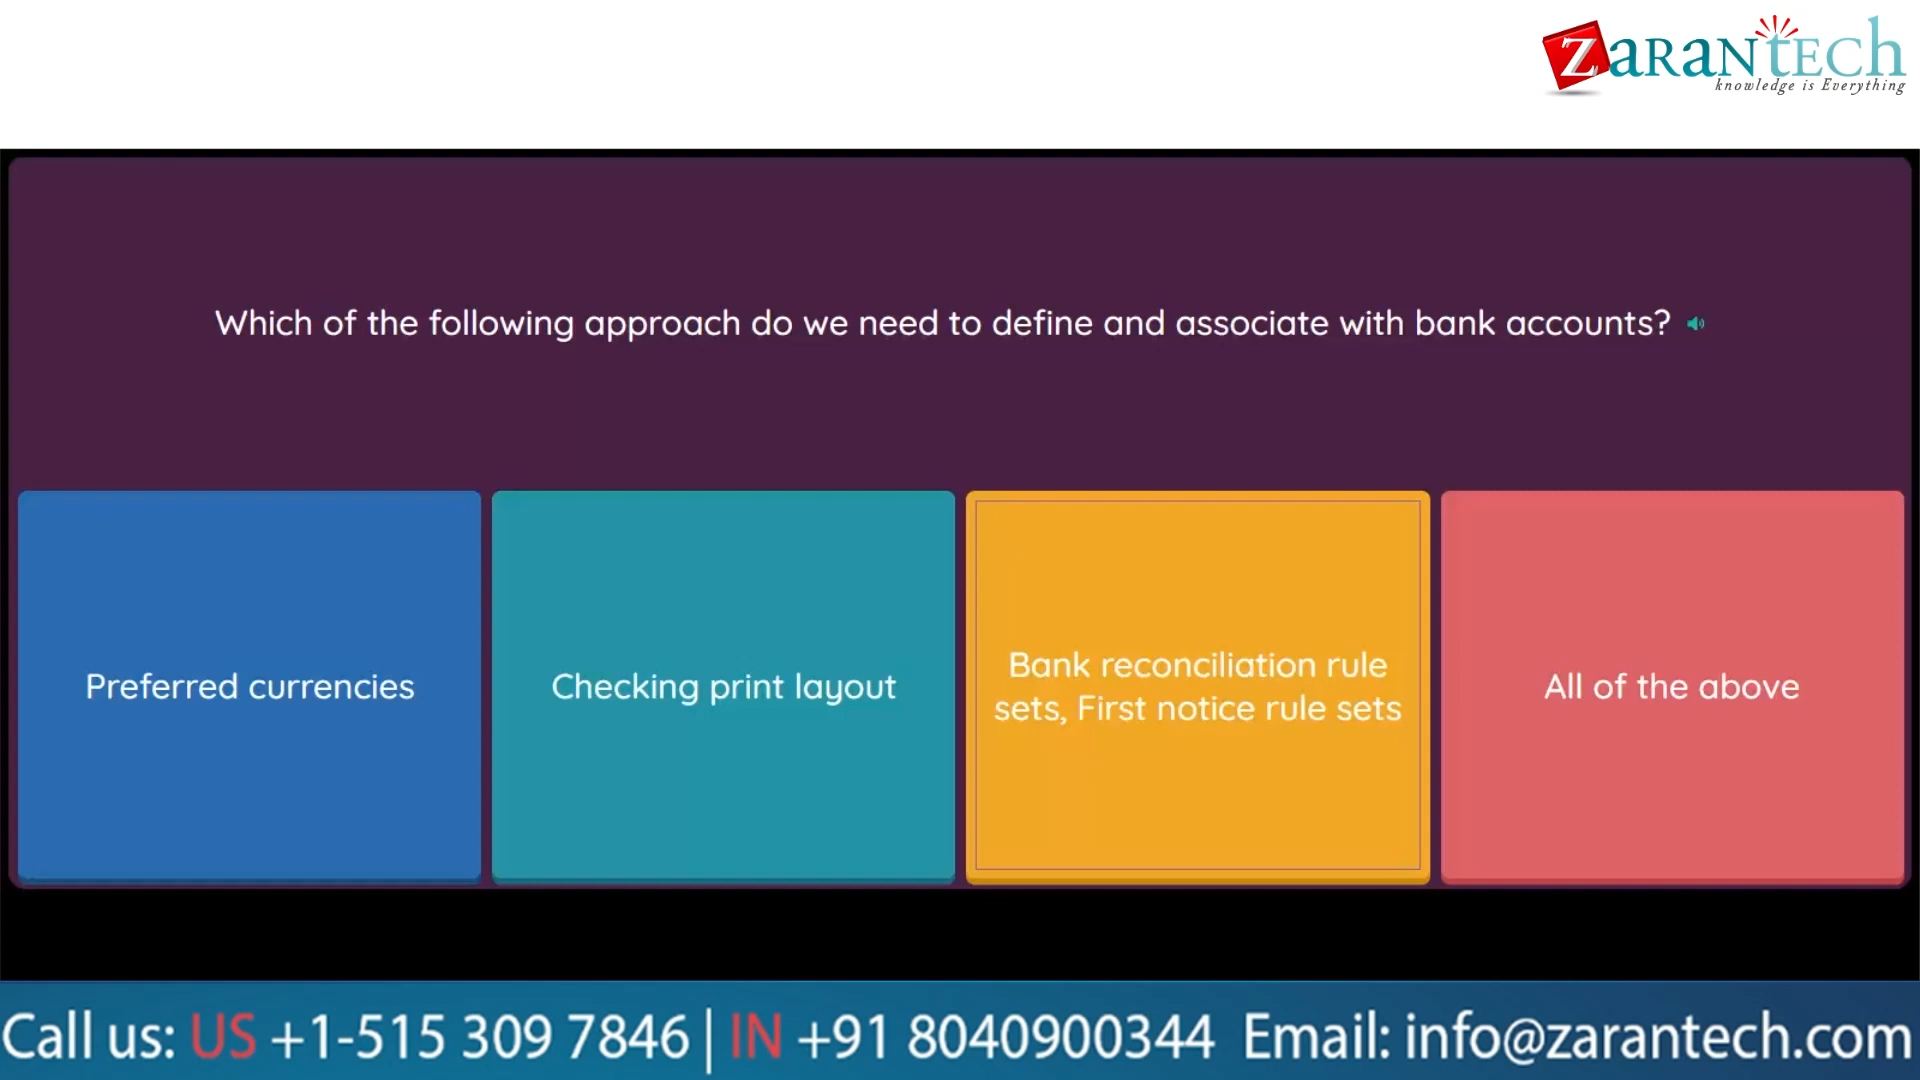 ZaranTech
knowledge is Everything
Which of the following approach do we need to define and associate with bank accounts?
Preferred currencies
Checking print layout
Bank reconciliation rule
sets, First notice rule sets
All of the above
Call us: US +1-515 309 7846 | IN +91 8040900344 Email: info@zarantech.com